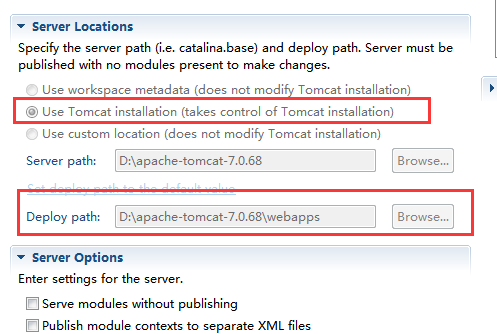 Server Locations
Specify the server path (i.e. catalina.base) and deploy path. Server must be
published with no modules present to make changes.
Use workspace metadata (does not modify Tomcat installation)
Use Tomcat installation (takes control of Tomcat installation)
Use custom location (does not modify Tomcat installation)
Server path: D:\apache-tomcat-7.0.68 Browse...
Set deploy path to the default value
Deploy path: D:\apache-tomcat-7.0.68\webapps Browse...
Server Options
Enter settings for the server.
Serve modules without publishing
Publish module contexts to separate XML files